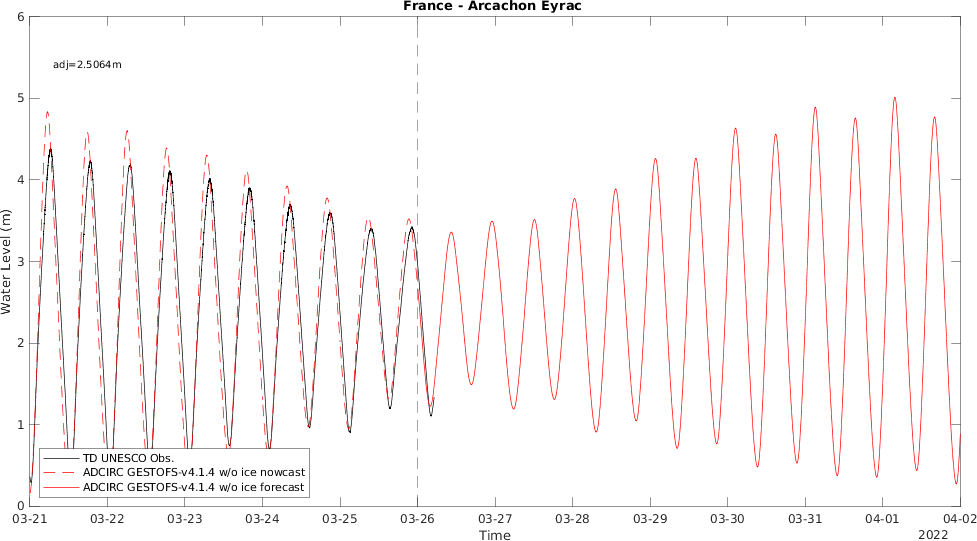 France - Arcachon Eyrac
adj=2.5064m
6
5
4
3
2
1
0
Water Level (m)
TD UNESCO Obs.
ADCIRC GESTOFS-v4.1.4 w/o ice nowcast
ADCIRC GESTOFS-v4.1.4 w/o ice forecast
03-21 03-22 03-23 03-24 03-25 03-26 03-27 03-28 03-29 03-30 03-31 04-01 04-02
Time
2022